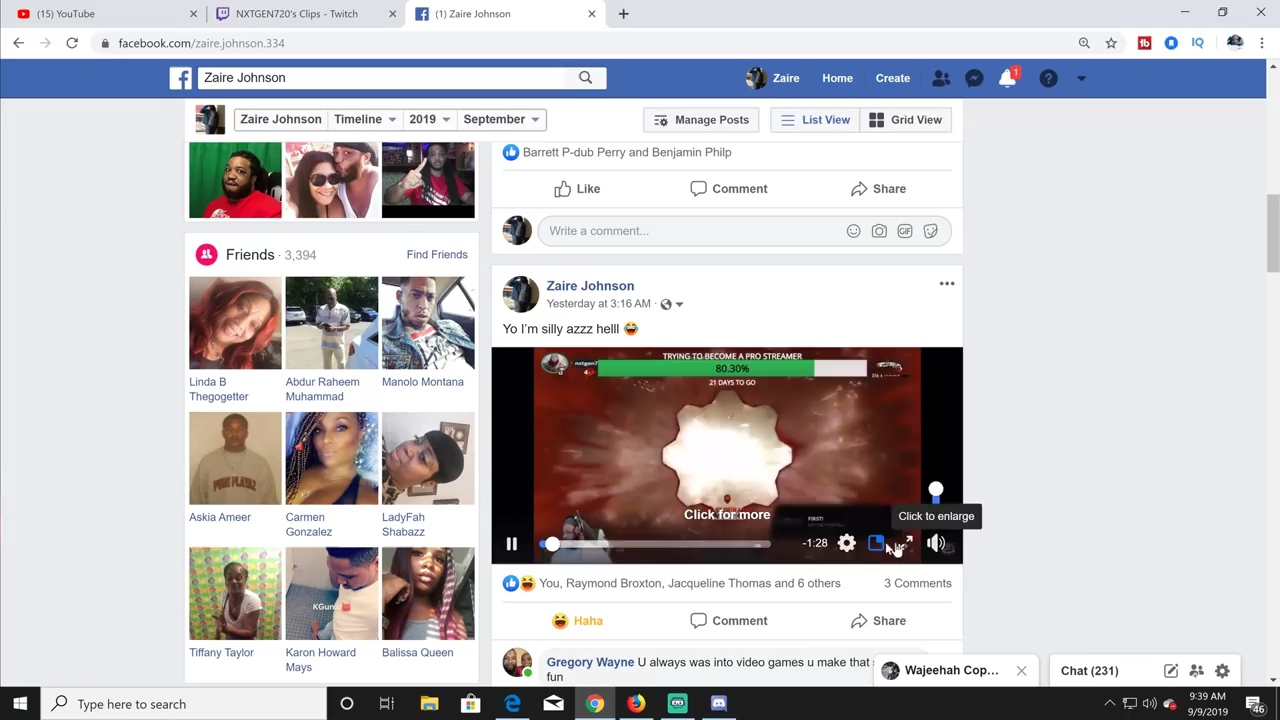 (15) YouTube
NXTGEN720's Clips - Twitch
(1) Zaire Johnson
facebook.com/zaire.johnson.334
Zaire Johnson
Zaire
Home
Create
1
Zaire Johnson
Timeline
2019
September
Manage Posts
List View
Grid View
Barrett P-dub Perry and Benjamin Philp
Like
Comment
Share
Write a comment...
GIF
Friends · 3,394
Find Friends
Linda B
Thegogetter
Abdur Raheem
Muhammad
Manolo Montana
Askia Ameer
Carmen
Gonzalez
LadyFah
Shabazz
KGum
Tiffany Taylor
Karon Howard
Mays
Balissa Queen
Zaire Johnson
Yesterday at 3:16 AM ·
Yo I'm silly azzz helll 😂
TRYING TO BECOME A PRO STREAMER
80.30%
21 DAYS TO GO
Click for more
FIRST!
Click to enlarge
-1:28
You, Raymond Broxton, Jacqueline Thomas and 6 others
3 Comments
Haha
Comment
Share
Gregory Wayne U always was into video games u make that
fun
Wajeehah Cop...
Chat (231)
Type here to search
9:39 AM
9/9/2019
46